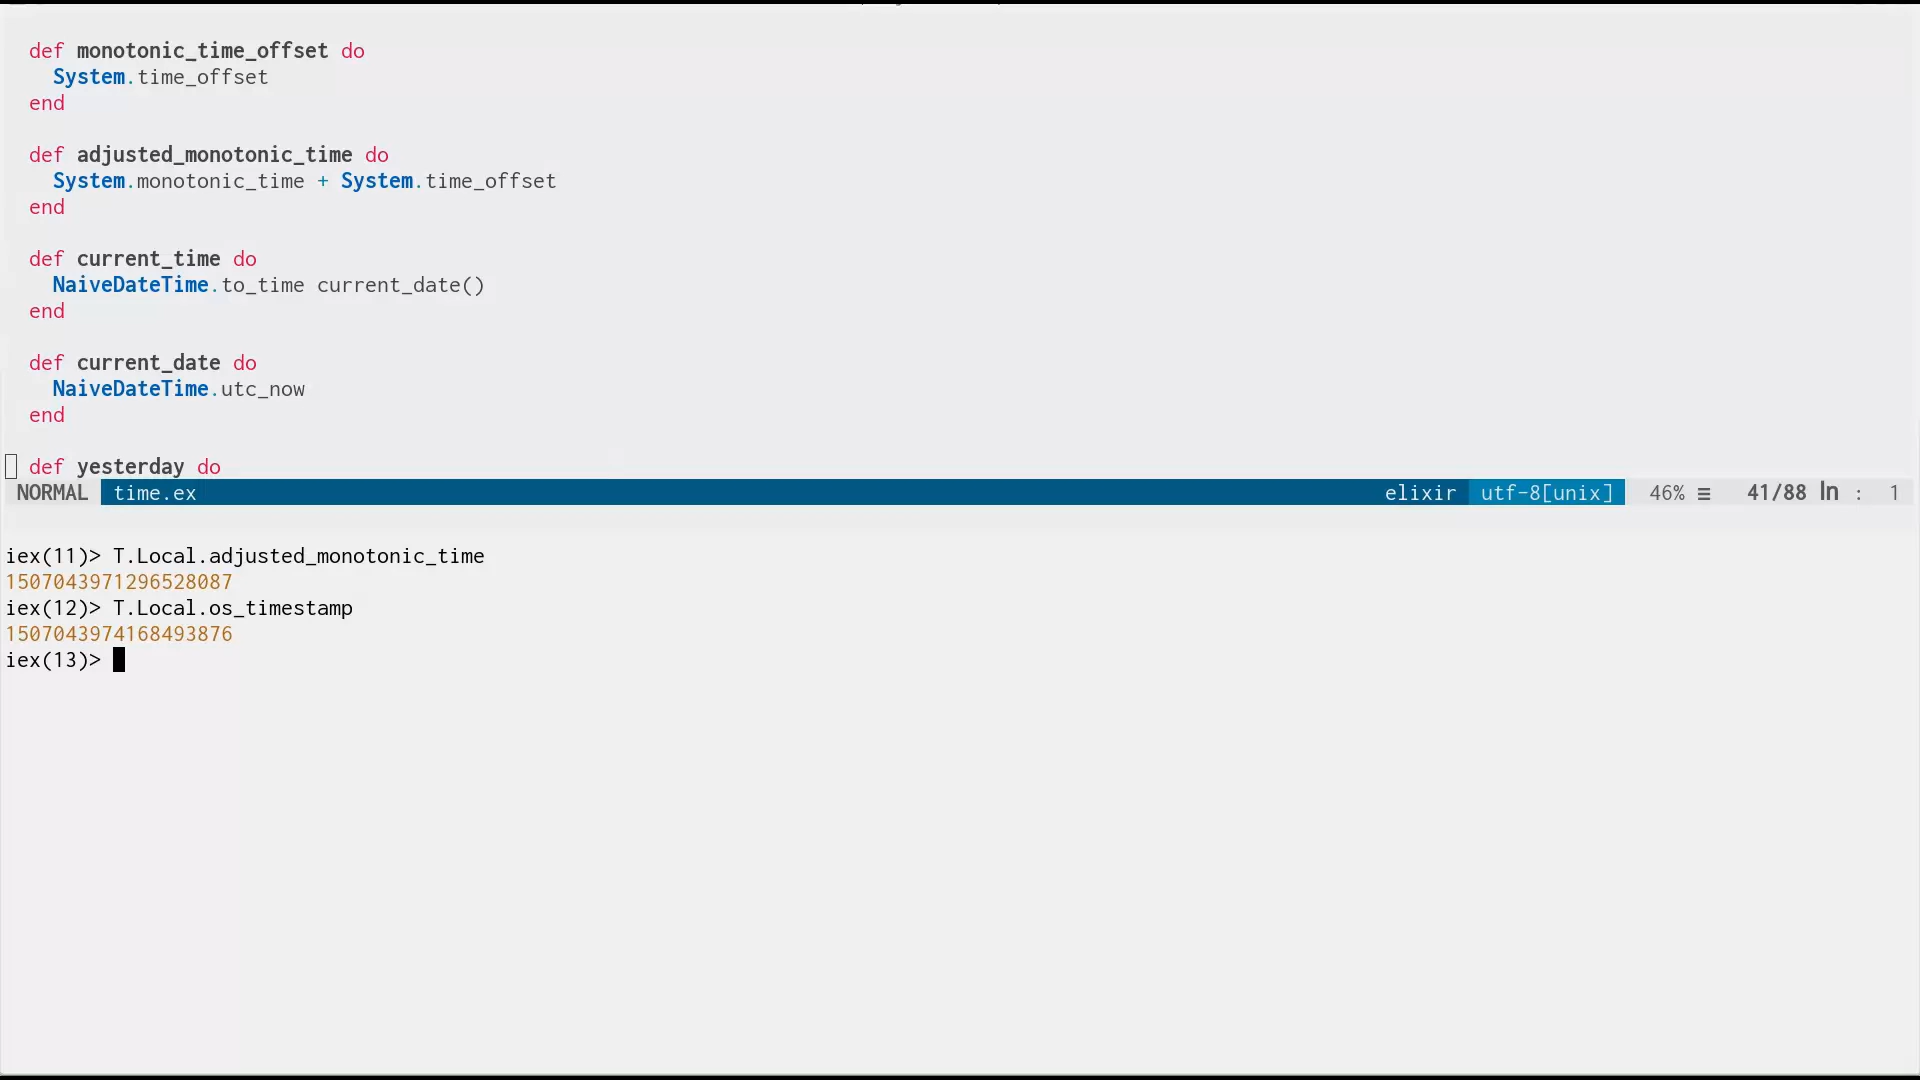 def monotonic_time_offset do
System.time_offset
end
def adjusted_monotonic_time do
System.monotonic_time + System.time_offset
end
def current_time do
NaiveDateTime.to_time current_date()
end
def current_date do
NaiveDateTime.utc_now
end
def yesterday do
NORMAL time.ex elixir utf-8[unix] 46% ≡ 41/88 ln : 1
iex(11)> T.Local.adjusted_monotonic_time
1507043971296528087
iex(12)> T.Local.os_timestamp
1507043974168493876
iex(13)>